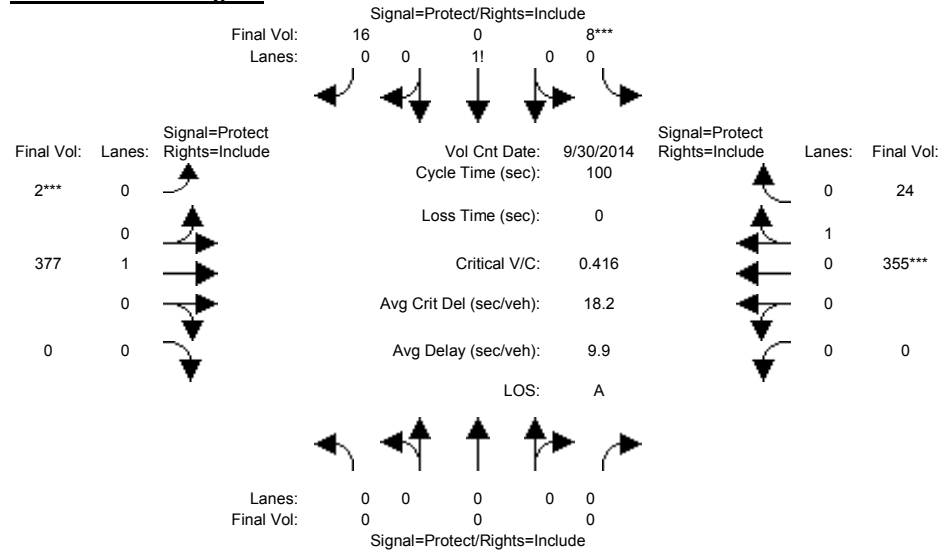 Signal=Protect/Rights=Include
Final Vol: 16 0 8***
Lanes: 0 0 1! 0 0
Signal=Protect Signal=Protect
Final Vol: Lanes: Rights=Include Vol Cnt Date: 9/30/2014 Rights=Include Lanes: Final Vol:
Cycle Time (sec): 100
2*** 0 0 24
Loss Time (sec): 0
0 1
377 1 Critical V/C: 0.416 0 355***
0 Avg Crit Del (sec/veh): 18.2 0
0 0 Avg Delay (sec/veh): 9.9 0 0
LOS: A
Lanes: 0 0 0 0 0
Final Vol: 0 0 0
Signal=Protect/Rights=Include